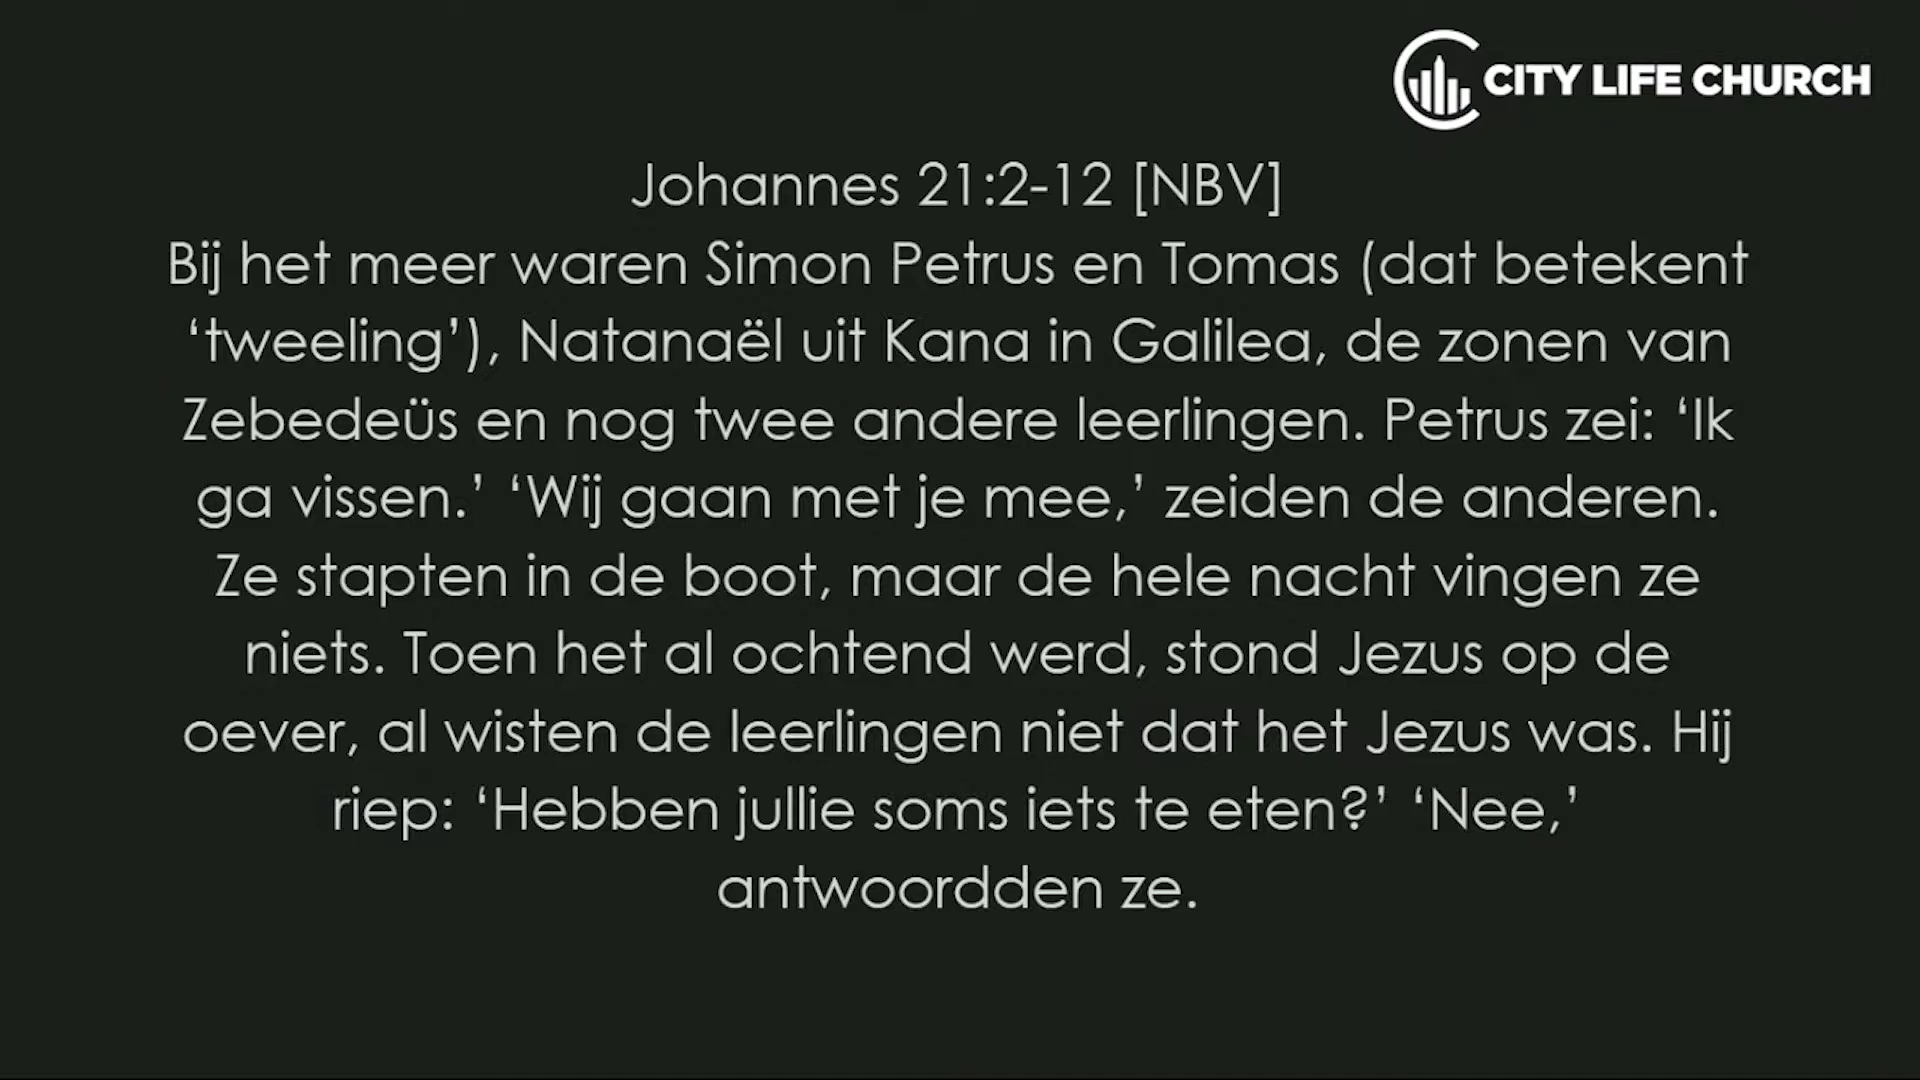 CITY LIFE CHURCH
Johannes 21:2-12 [NBV]
Bij het meer waren Simon Petrus en Tomas (dat betekent
‘tweeling’), Natanaël uit Kana in Galilea, de zonen van
Zebedeüs en nog twee andere leerlingen. Petrus zei: ‘Ik
ga vissen.’ ‘Wij gaan met je mee,’ zeiden de anderen.
Ze stapten in de boot, maar de hele nacht vingen ze
niets. Toen het al ochtend werd, stond Jezus op de
oever, al wisten de leerlingen niet dat het Jezus was. Hij
riep: ‘Hebben jullie soms iets te eten?’ ‘Nee,’
antwoordden ze.